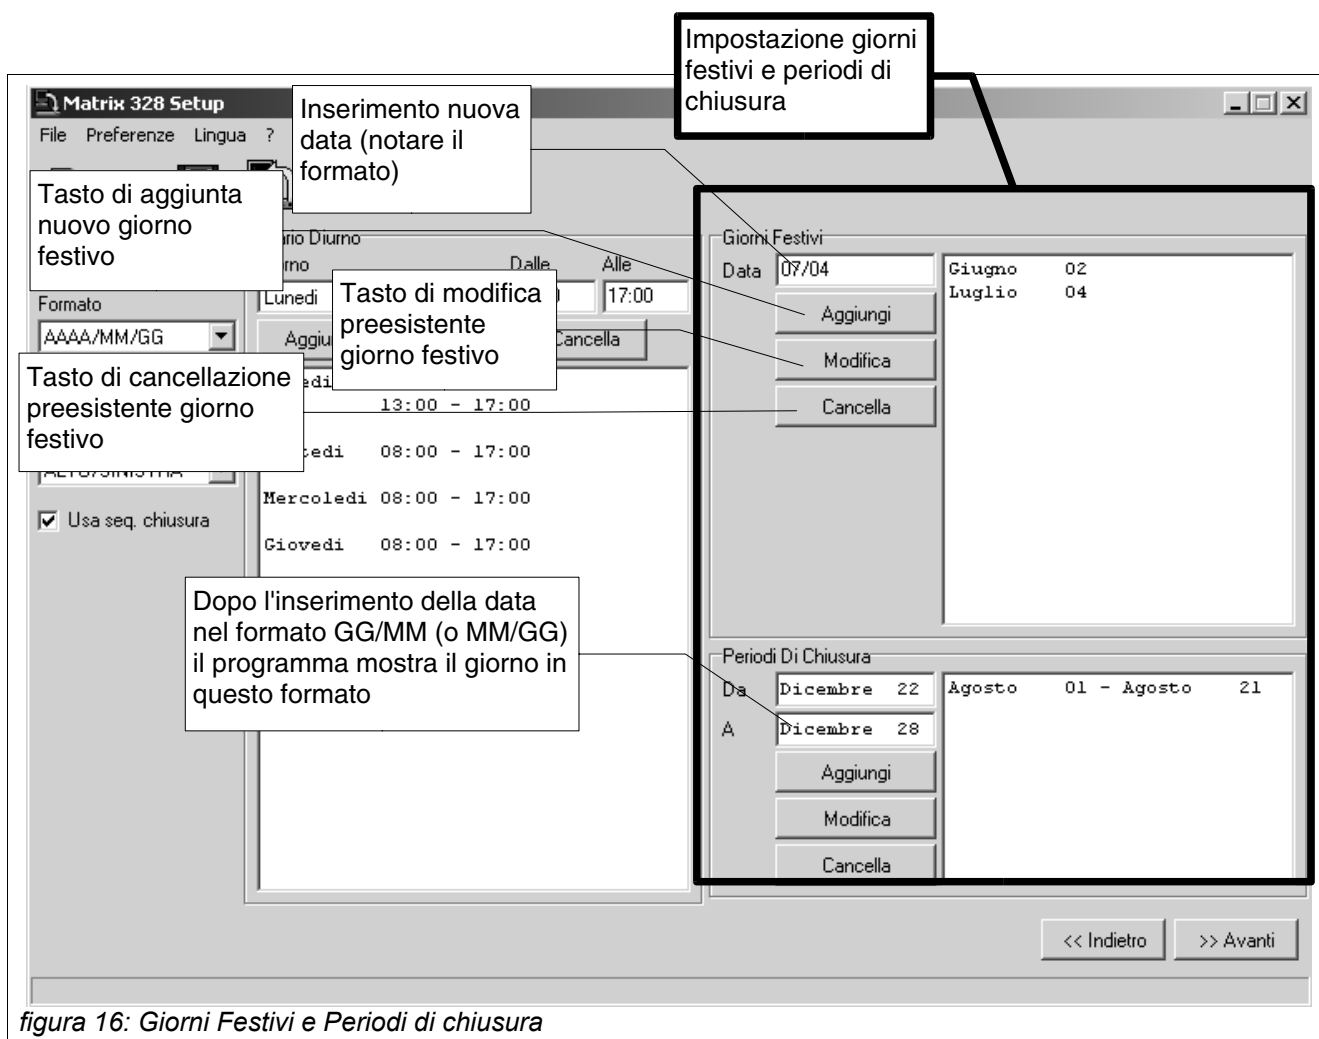 Impostazione giorni
festivi e periodi di
chiusura
Matrix 328 Setup
File Preferenze Lingua ?
Inserimento nuova
data (notare il
formato)
Tasto di aggiunta
nuovo giorno
festivo
Formato
AAAA/MM/GG
Tasto di cancellazione
preesistente giorno
festivo
Usa seq. chiusura
Diurno
Dalle Alle
Lunedi 17:00
Tasto di modifica
preesistente
giorno festivo
Cancella
13:00 - 17:00
08:00 - 17:00
Mercoledi 08:00 - 17:00
Giovedi 08:00 - 17:00
Dopo l'inserimento della data
nel formato GG/MM (o MM/GG)
il programma mostra il giorno in
questo formato
Giorni Festivi
Data 07/04
Aggiungi
Modifica
Cancella
Giugno 02
Luglio 04
Periodi Di Chiusura
Da Dicembre 22
A Dicembre 28
Aggiungi
Modifica
Cancella
Agosto 01 - Agosto 21
<< Indietro >> Avanti
figura 16: Giorni Festivi e Periodi di chiusura